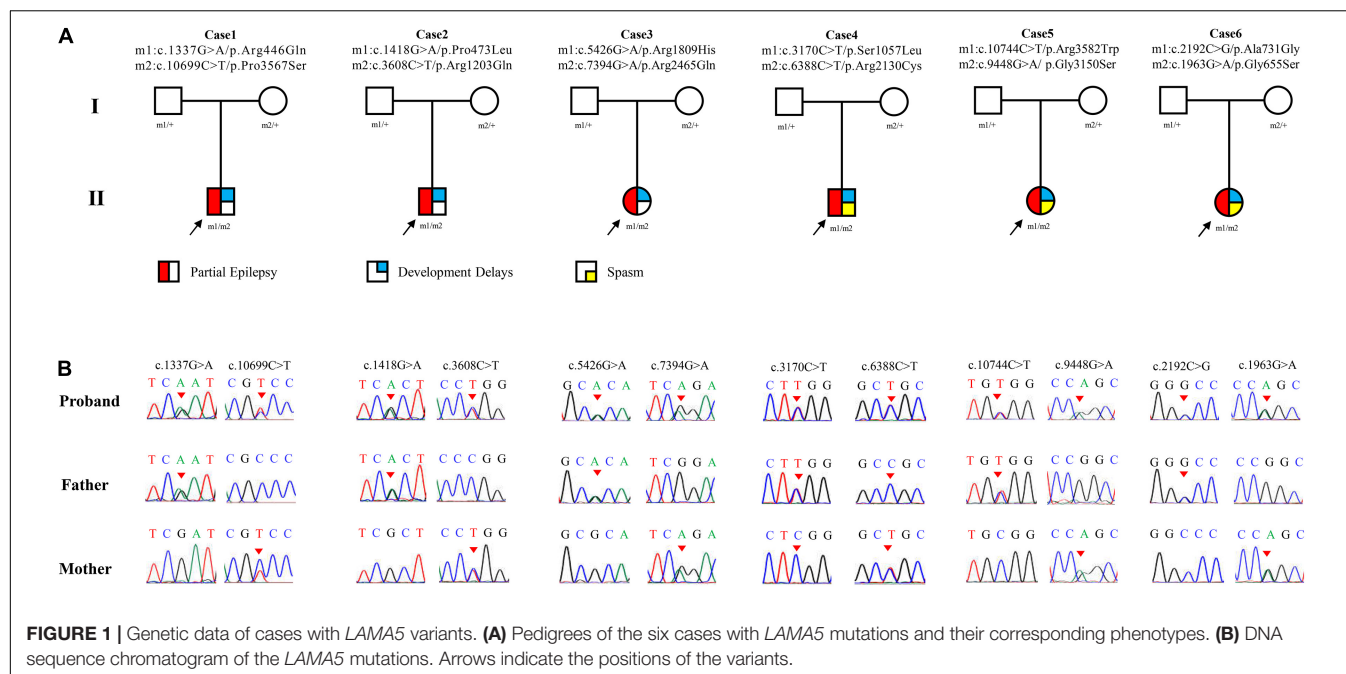 A
Case1 Case2 Case3 Case4 Case5 Case6
m1:c.1337G>A/p.Arg446Gln m1:c.1418G>A/p.Pro473Leu m1:c.5426G>A/p.Arg1809His m1:c.3170C>T/p.Ser1057Leu m1:c.10744C>T/p.Arg3582Trp m1:c.2192C>G/p.Ala731Gly
m2:c.10699C>T/p.Pro3567Ser m2:c.3608C>T/p.Arg1203Gln m2:c.7394G>A/p.Arg2465Gln m2:c.6388C>T/p.Arg2130Cys m2:c.9448G>A/ p.Gly3150Ser m2:c.1963G>A/p.Gly655Ser
I
m1/+ m2/+ m1/+ m2/+ m1/+ m2/+ m1/+ m2/+ m1/+ m2/+ m1/+ m2/+
II
m1/m2 m1/m2 m1/m2 m1/m2 m1/m2 m1/m2
Partial Epilepsy Development Delays Spasm
B
c.1337G>A c.10699C>T c.1418G>A c.3608C>T c.5426G>A c.7394G>A c.3170C>T c.6388C>T c.10744C>T c.9448G>A c.2192C>G c.1963G>A
Proband T C A A T C G T C C T C A C T C C T G G G C A C A T C A G A C T T G G G C T G C T G T G G C C A G C G G G C C C C A G C
Father T C A A T C G C C C T C A C T C C C G G G C A C A T C G G A C T T G G G C C G C T G T G G C C G G C G G G C C C C G G C
Mother T C G A T C G T C C T C G C T C C T G G G C G C A T C A G A C T C G G G C T G C T G C G G C C A G C G G C C C C C A G C
FIGURE 1 | Genetic data of cases with LAMA5 variants. (A) Pedigrees of the six cases with LAMA5 mutations and their corresponding phenotypes. (B) DNA
sequence chromatogram of the LAMA5 mutations. Arrows indicate the positions of the variants.